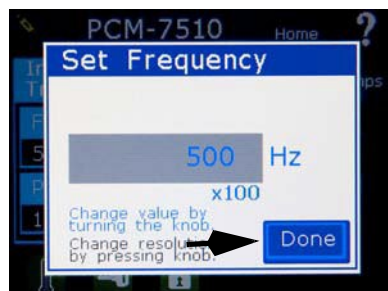 PCM-7510
Home
?
Set Frequency
500 Hz
x100
Change value by
turning the knob.
Change resolution
by pressing knob.
Done